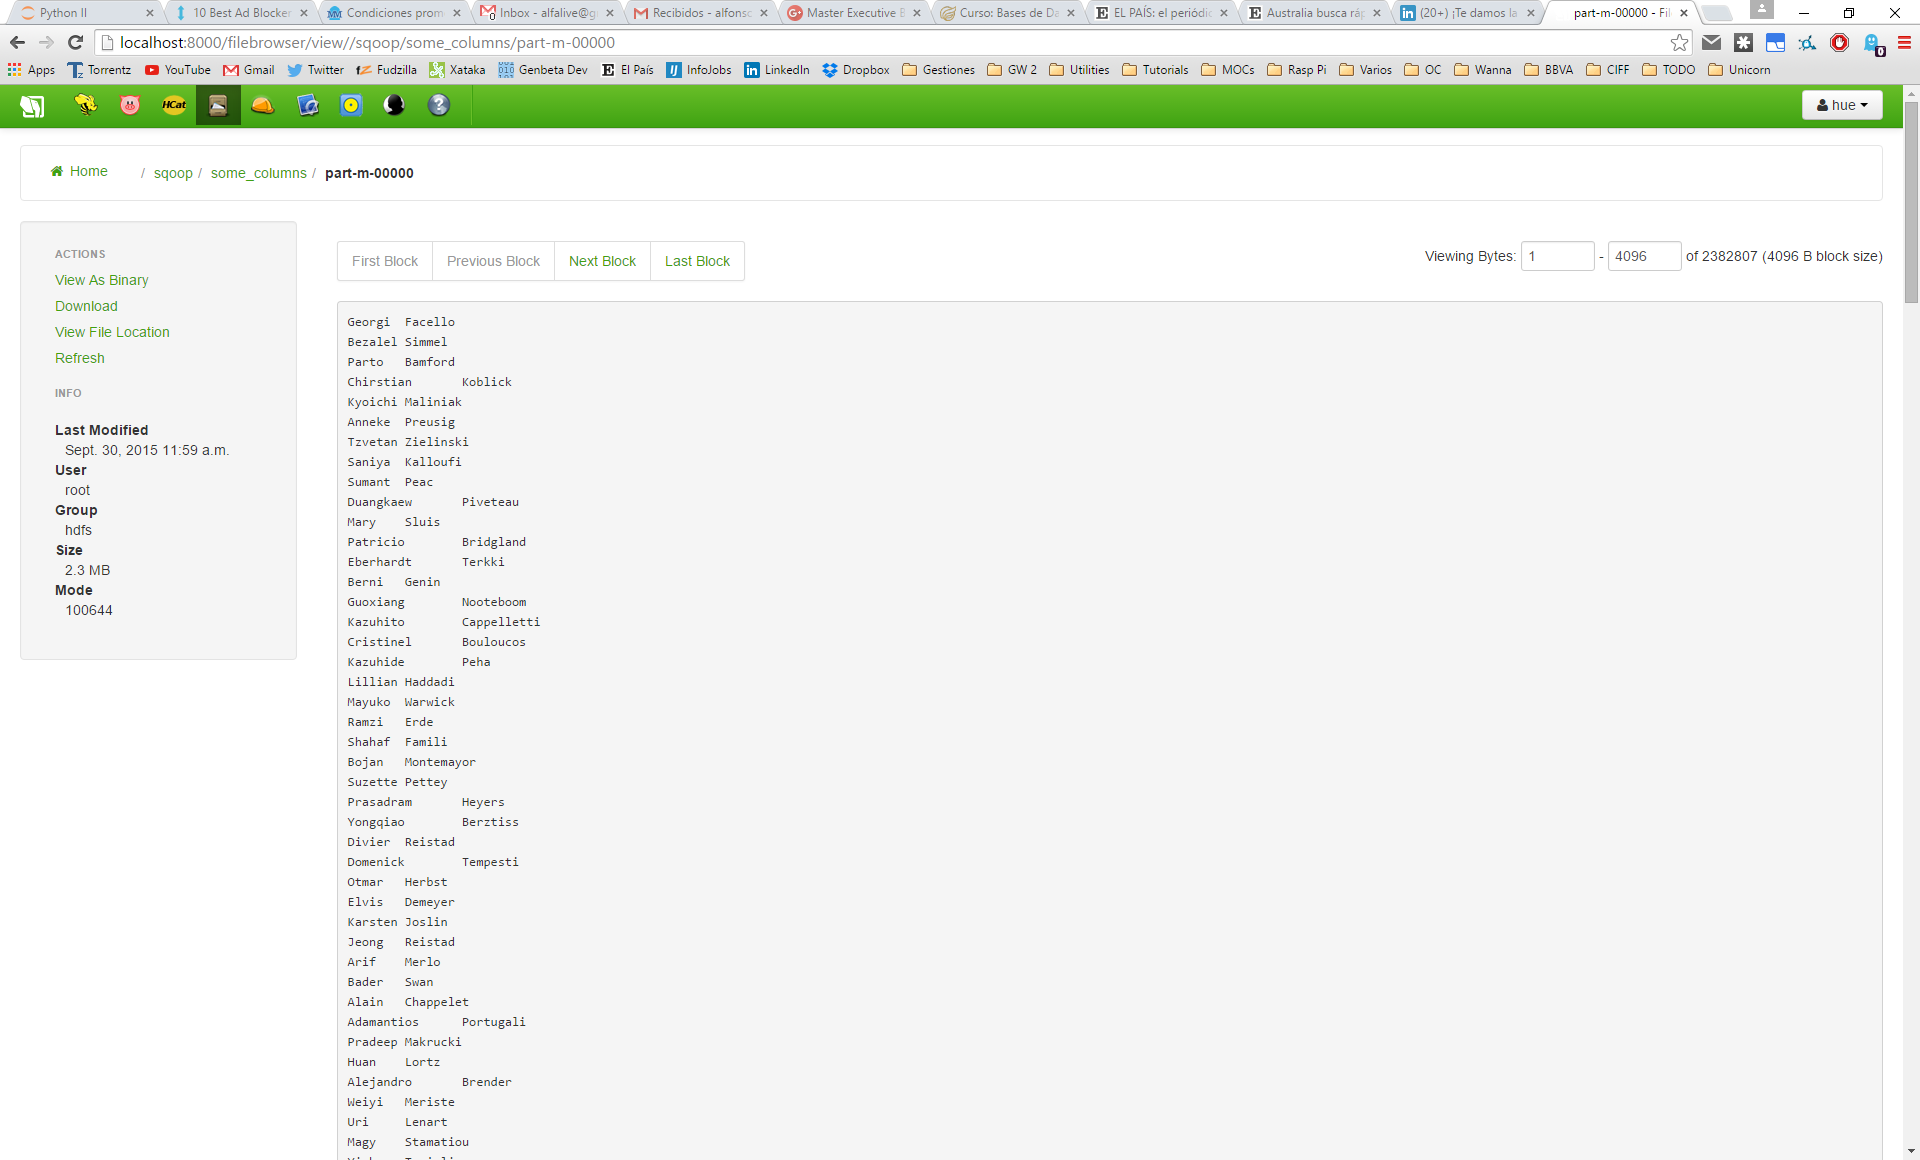 Python II
10 Best Ad Blocker
Condiciones prom
Inbox - alfalive@g
Recibidos - alfonsc
Master Executive B
Curso: Bases de Da
EL PAÍS: el periódic
Australia busca ráp
(20+) ¡Te damos la
part-m-00000 - Fil
localhost:8000/filebrowser/view//sqoop/some_columns/part-m-00000
Apps Torrentz YouTube Gmail Twitter Fudzilla Xataka Genbeta Dev El País InfoJobs LinkedIn Dropbox Gestiones GW 2 Utilities Tutorials MOCs Rasp Pi Varios OC Wanna BBVA CIFF TODO Unicorn
HCat
hue
Home / sqoop / some_columns / part-m-00000
ACTIONS
View As Binary
Download
View File Location
Refresh
INFO
Last Modified
Sept. 30, 2015 11:59 a.m.
User
root
Group
hdfs
Size
2.3 MB
Mode
100644
First Block Previous Block Next Block Last Block
Viewing Bytes: 1 - 4096 of 2382807 (4096 B block size)
Georgi Facello
Bezalel Simmel
Parto Bamford
Chirstian Koblick
Kyoichi Maliniak
Anneke Preusig
Tzvetan Zielinski
Saniya Kalloufi
Sumant Peac
Duangkaew Piveteau
Mary Sluis
Patricio Bridgland
Eberhardt Terkki
Berni Genin
Guoxiang Nooteboom
Kazuhito Cappelletti
Cristinel Bouloucos
Kazuhide Peha
Lillian Haddadi
Mayuko Warwick
Ramzi Erde
Shahaf Famili
Bojan Montemayor
Suzette Pettey
Prasadram Heyers
Yongqiao Berztiss
Divier Reistad
Domenick Tempesti
Otmar Herbst
Elvis Demeyer
Karsten Joslin
Jeong Reistad
Arif Merlo
Bader Swan
Alain Chappelet
Adamantios Portugali
Pradeep Makrucki
Huan Lortz
Alejandro Brender
Weiyi Meriste
Uri Lenart
Magy Stamatiou